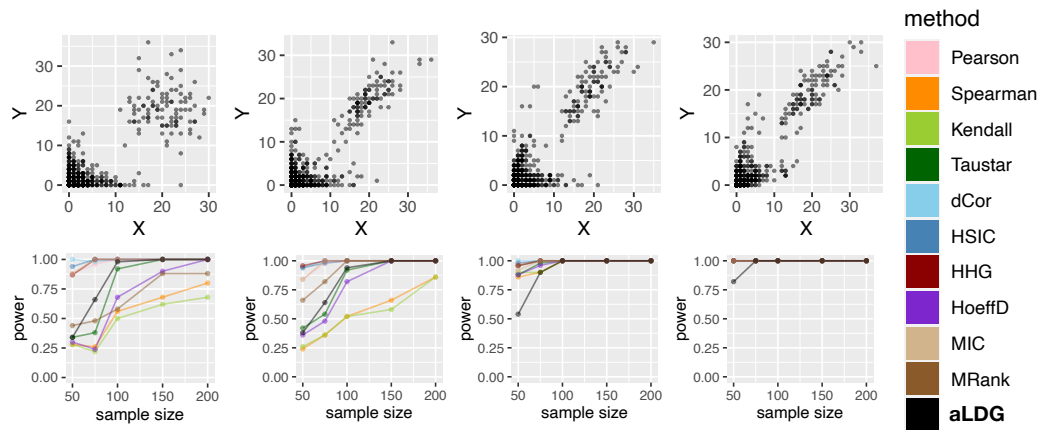 method
Pearson
Spearman
Kendall
Taustar
dCor
HSIC
HHG
HoeffD
MIC
MRank
aLDG
Y
30
20
10
0
0 10 20 30
X
Y
30
20
10
0
0 10 20 30
X
Y
30
20
10
0
0 10 20 30
X
Y
30
20
10
0
0 10 20 30
X
power
1.00
0.75
0.50
0.25
0.00
50 100 150 200
sample size
power
1.00
0.75
0.50
0.25
0.00
50 100 150 200
sample size
power
1.00
0.75
0.50
0.25
0.00
50 100 150 200
sample size
power
1.00
0.75
0.50
0.25
0.00
50 100 150 200
sample size